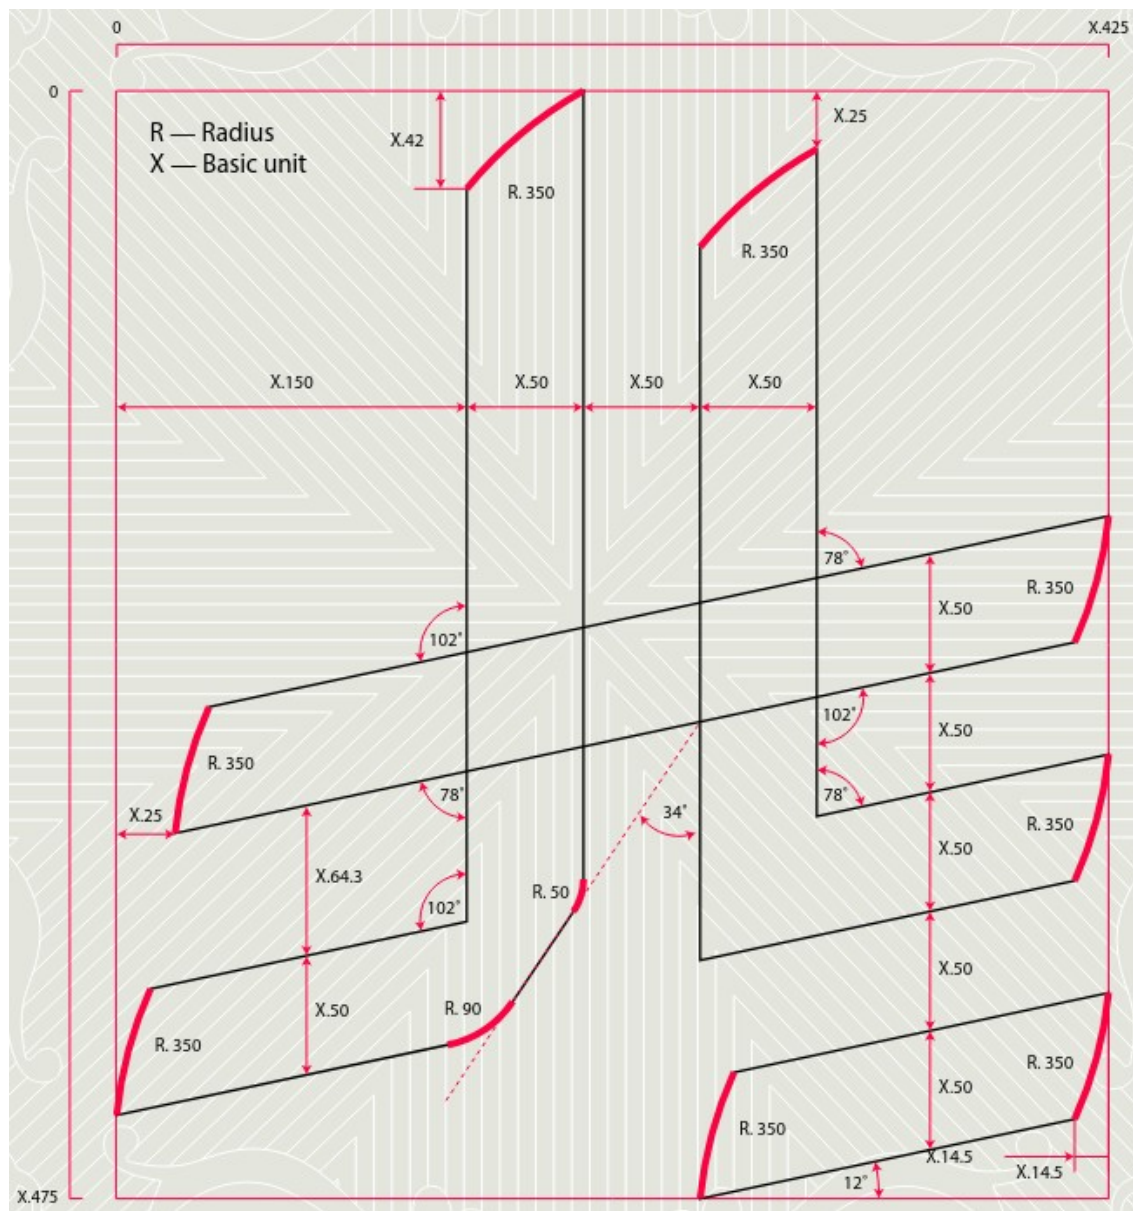 0
X.425
0
R — Radius
X — Basic unit
X.42
R. 350
X.25
R. 350
X.150
X.50
X.50
X.50
78°
R. 350
X.50
102°
R. 350
102°
X.50
78°
78°
X.25
34°
R. 350
X.50
X.64.3
R. 50
102°
X.50
R. 90
X.50
R. 350
R. 350
X.50
R. 350
X.14.5
X.14.5
12°
X.475